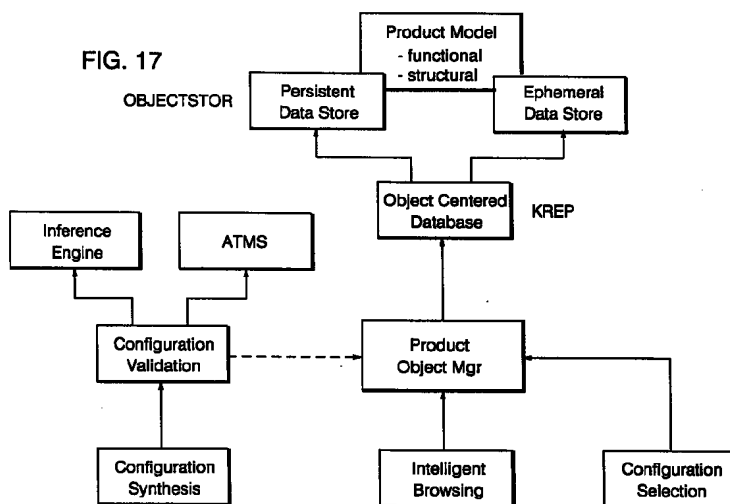 FIG. 17
Product Model
- functional
- structural
OBJECTSTOR
Persistent
Data Store
Ephemeral
Data Store
Object Centered
Database
KREP
Inference
Engine
ATMS
Configuration
Validation
Product
Object Mgr
Configuration
Synthesis
Intelligent
Browsing
Configuration
Selection